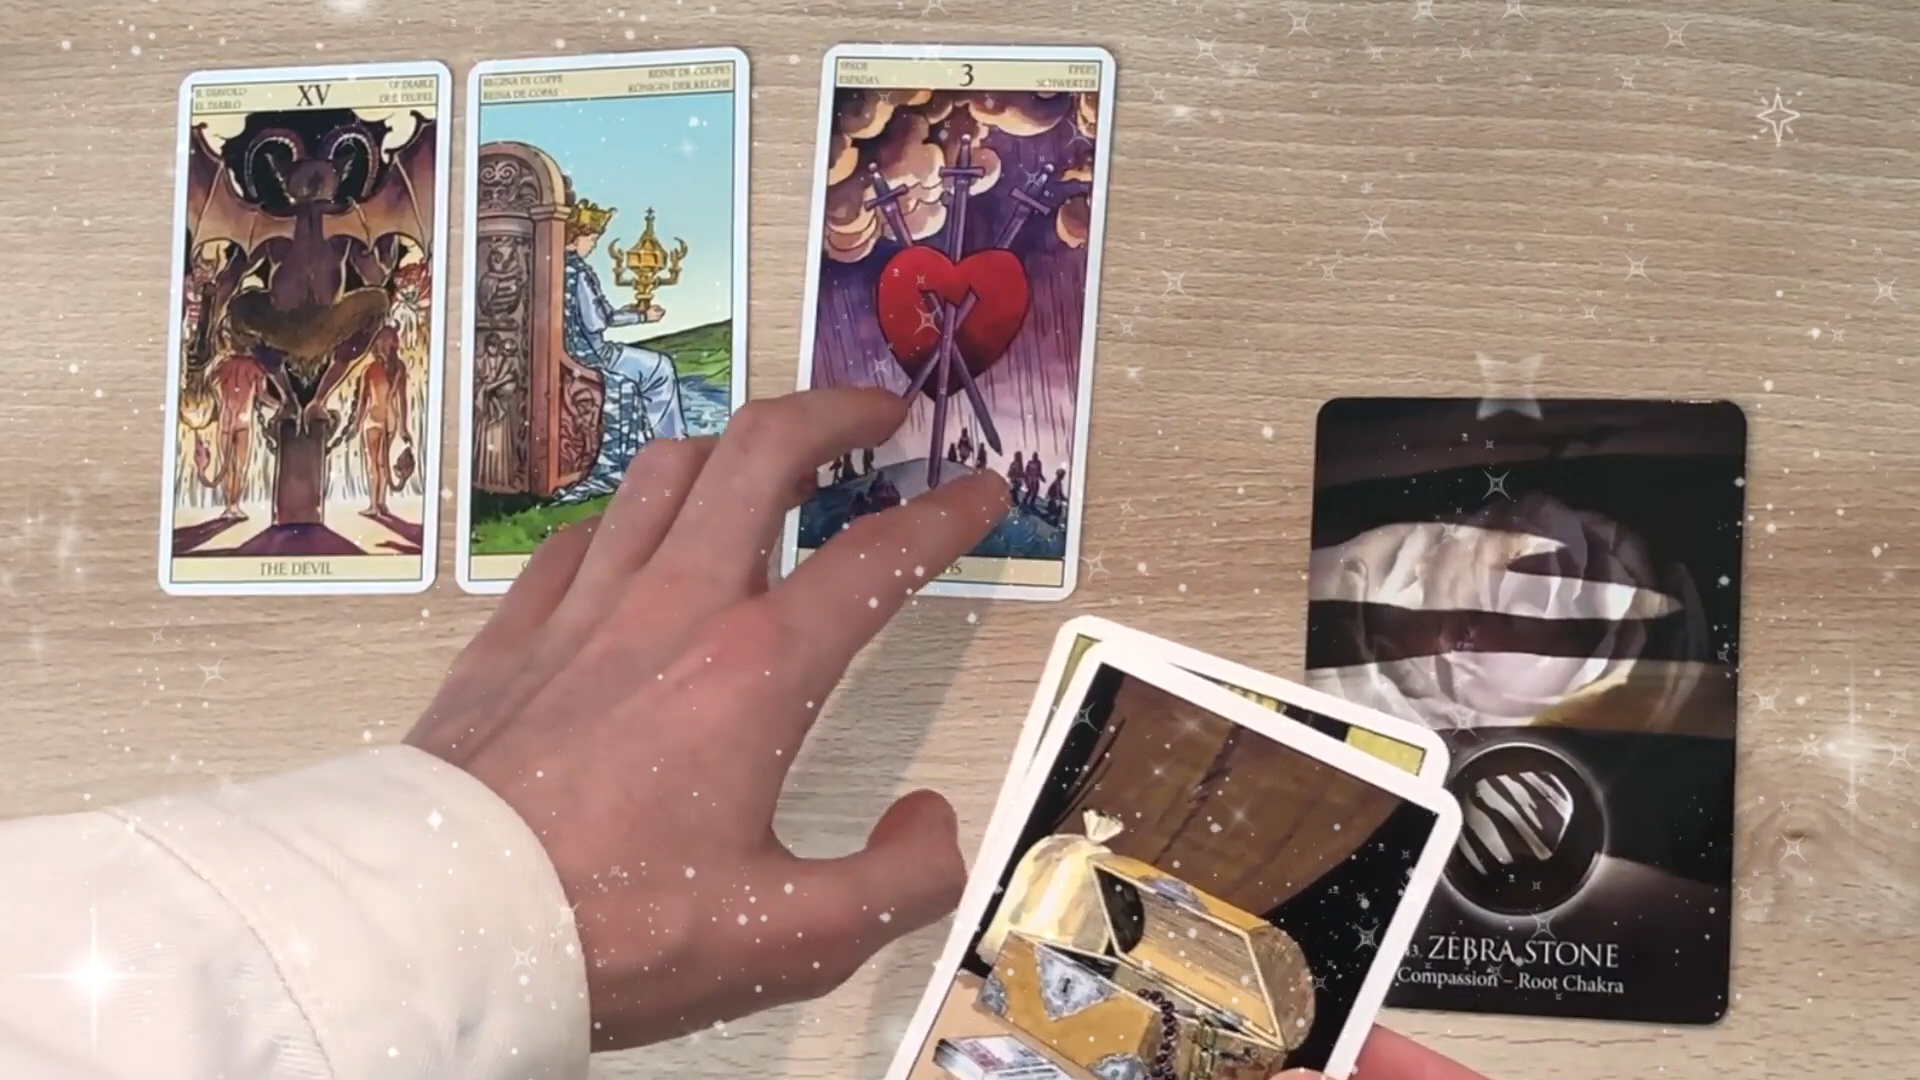 XV
IL DIAVOLO
EL DIABLO
LE DIABLE
DER TEUFEL
THE DEVIL
REGINA DI COPPE
REINA DE COPAS
REINE DE COUPES
KÖNIGIN DER KELCHE
3
SPADE
ESPADAS
ÉPÉES
SCHWERTER
ZEBRA STONE
Compassion – Root Chakra